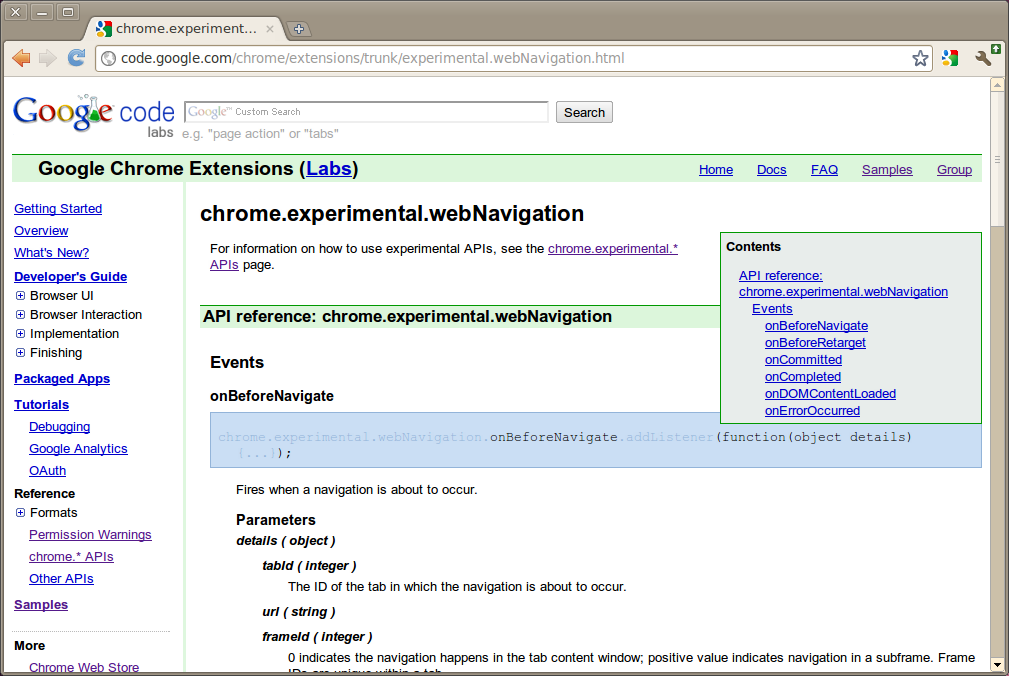 chrome.experiment...
code.google.com/chrome/extensions/trunk/experimental.webNavigation.html
Google code
labs
Google™ Custom Search
Search
e.g. "page action" or "tabs"
Google Chrome Extensions (Labs)
Home Docs FAQ Samples Group
Getting Started
Overview
What's New?
Developer's Guide
Browser UI
Browser Interaction
Implementation
Finishing
Packaged Apps
Tutorials
Debugging
Google Analytics
OAuth
Reference
Formats
Permission Warnings
chrome.* APIs
Other APIs
Samples
More
Chrome Web Store
chrome.experimental.webNavigation
For information on how to use experimental APIs, see the chrome.experimental.*
APIs page.
Contents
API reference:
chrome.experimental.webNavigation
Events
onBeforeNavigate
onBeforeRetarget
onCommitted
onCompleted
onDOMContentLoaded
onErrorOccurred
API reference: chrome.experimental.webNavigation
Events
onBeforeNavigate
chrome.experimental.webNavigation.onBeforeNavigate.addListener(function(object details)
{...});
Fires when a navigation is about to occur.
Parameters
details ( object )
tabId ( integer )
The ID of the tab in which the navigation is about to occur.
url ( string )
frameId ( integer )
0 indicates the navigation happens in the tab content window; positive value indicates navigation in a subframe. Frame
IDs are unique within a tab.